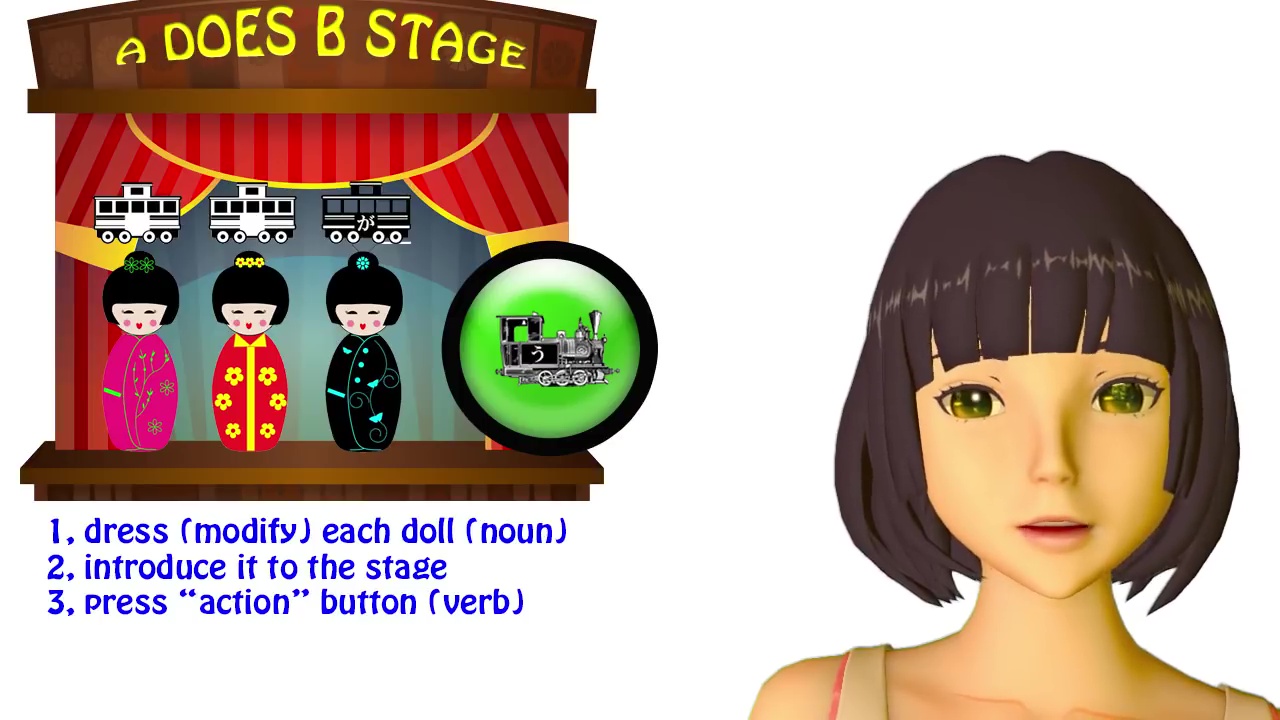 A DOES B STAGE
が
う
1, dress (modify) each doll (noun)
2, introduce it to the stage
3, press “action” button (verb)